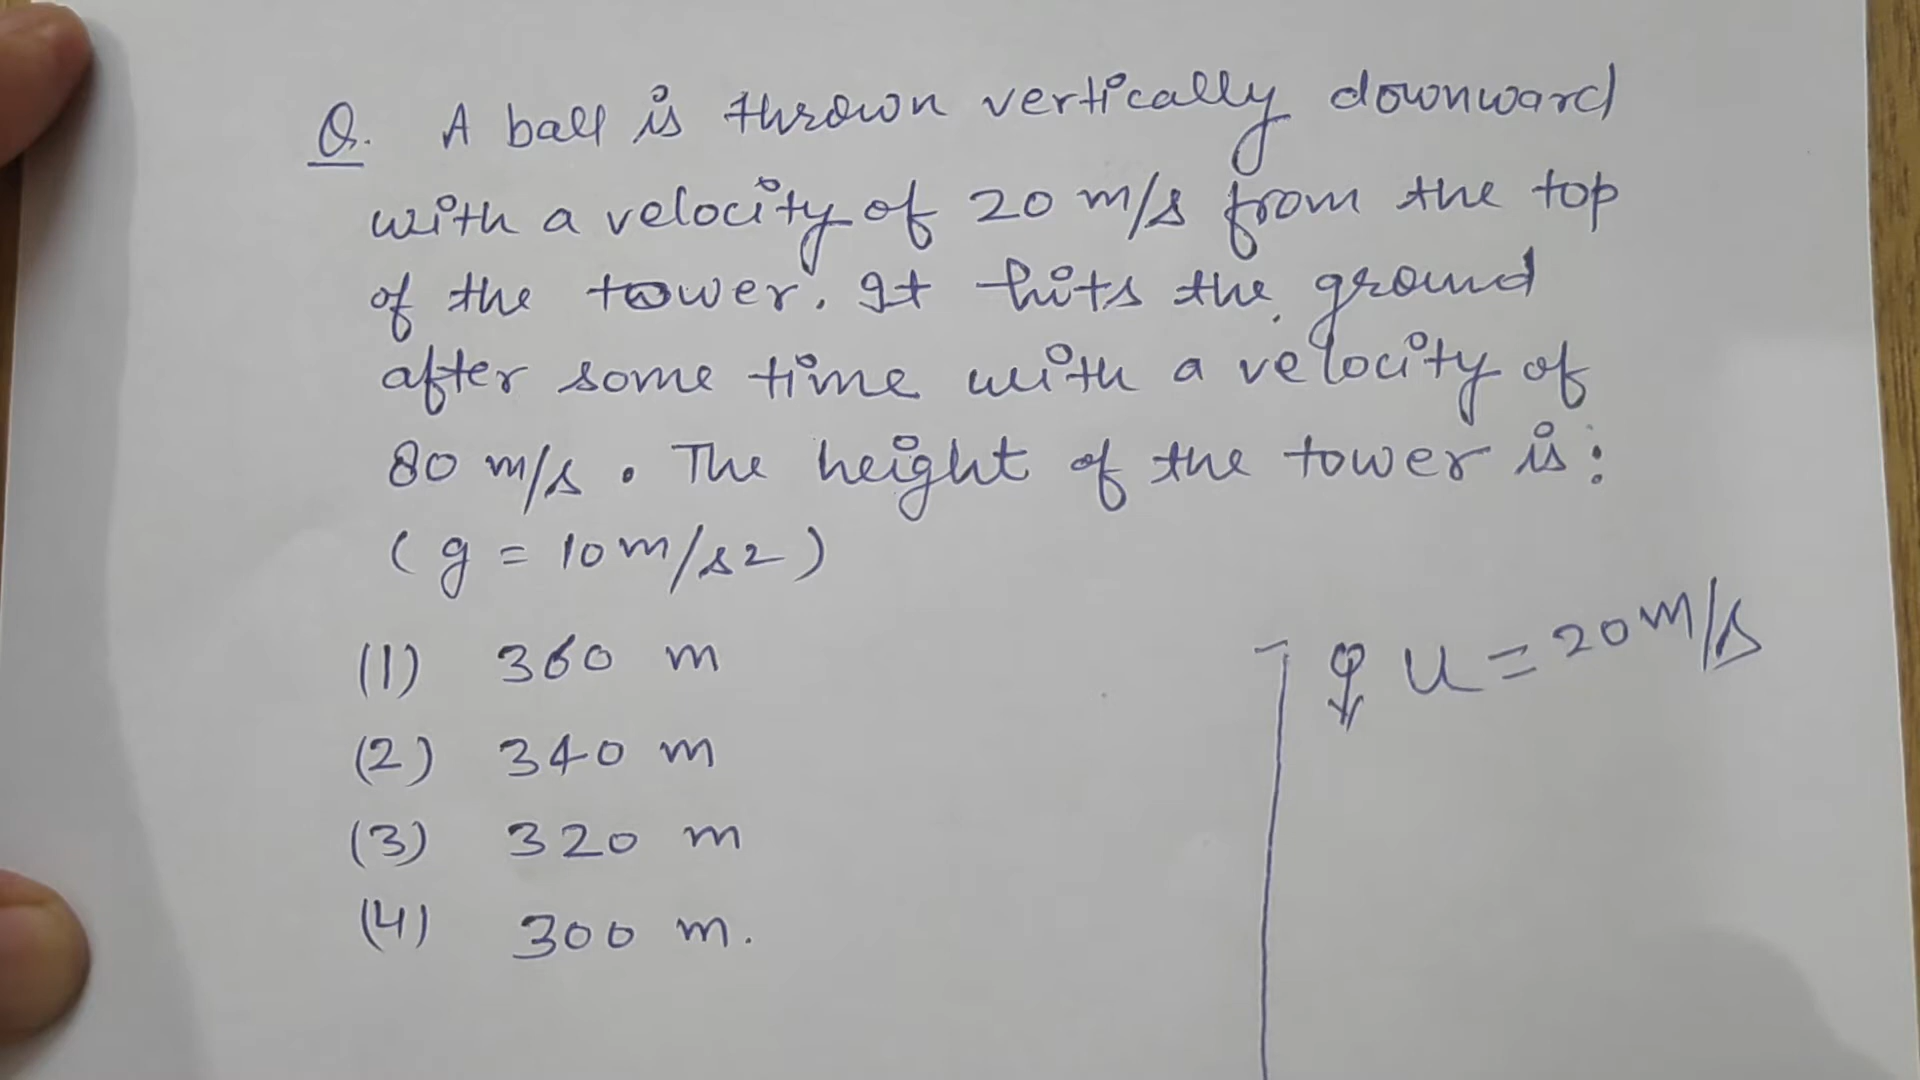 Q. A ball is thrown vertically downward
with a velocity of 20 m/s from the top
of the tower. It hits the ground
after some time with a velocity of
80 m/s. The height of the tower is:
(g = 10 m/s2)
(1) 360 m
(2) 340 m
(3) 320 m
(4) 300 m.
u = 20 m/s